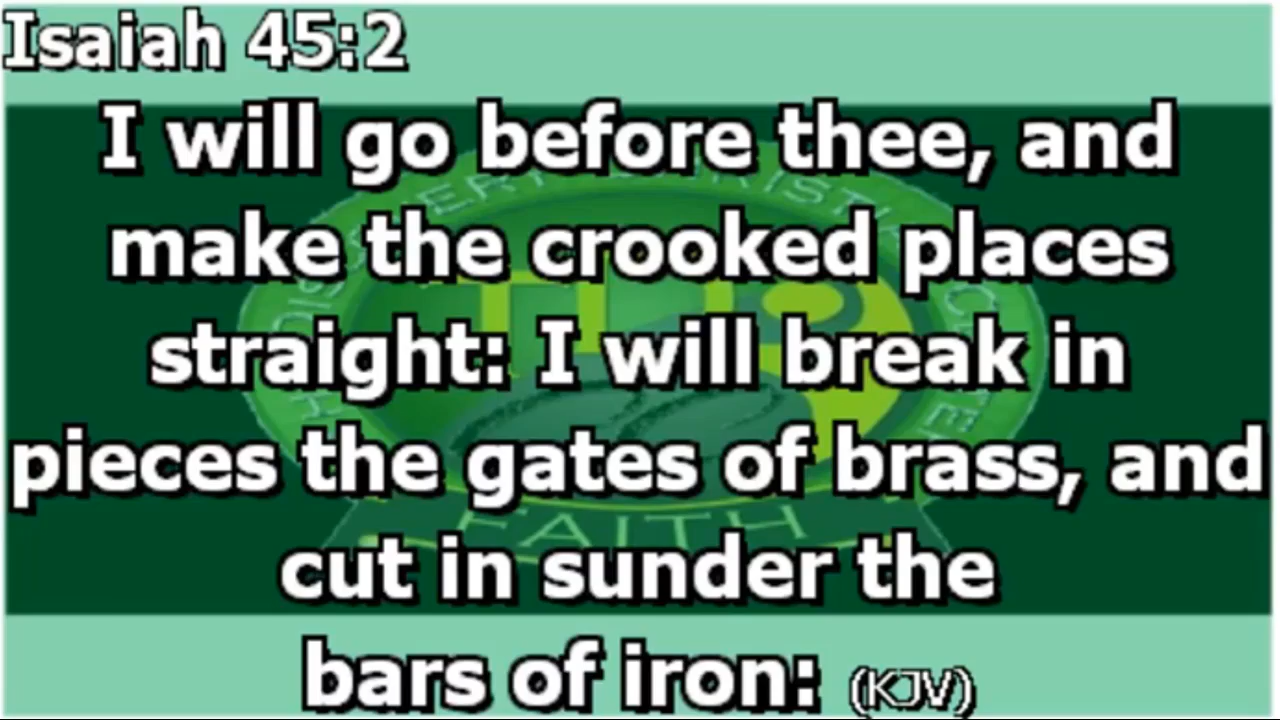 Isaiah 45:2
I will go before thee, and
make the crooked places
straight: I will break in
pieces the gates of brass, and
cut in sunder the
bars of iron: (KJV)
FAITH